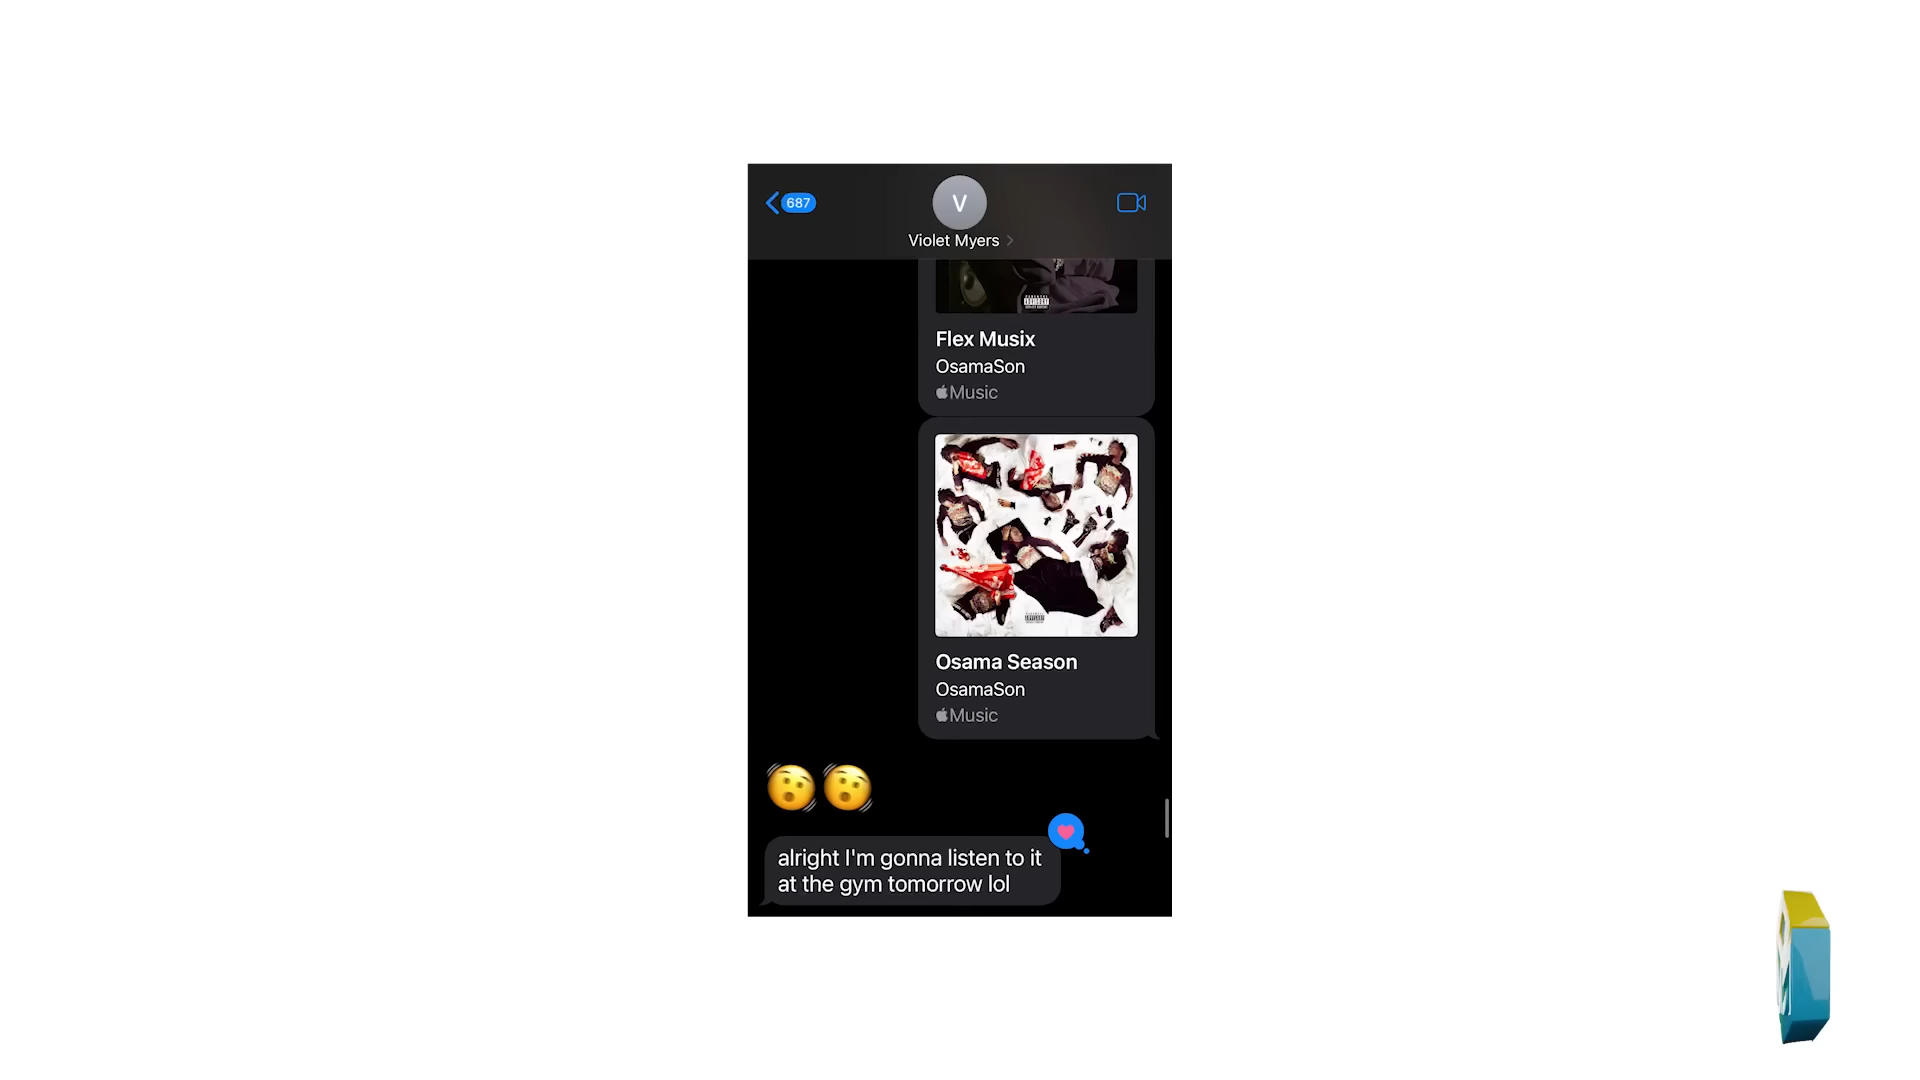 687
V
Violet Myers
Flex Musix
OsamaSon
Music
Osama Season
OsamaSon
Music
alright I'm gonna listen to it
at the gym tomorrow lol